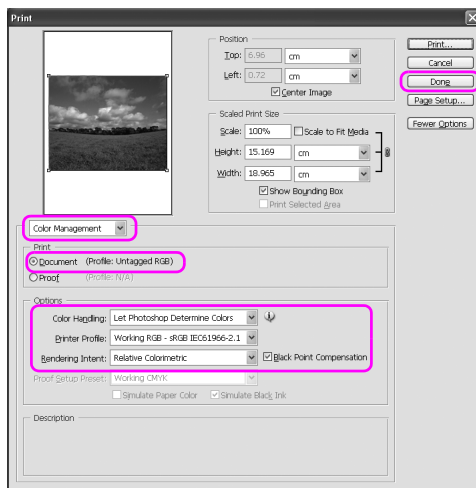 Print
Position
Top: 6.96 cm
Left: 0.72 cm
Center Image
Scaled Print Size
Scale: 100% Scale to Fit Media
Height: 15.169 cm
Width: 18.965 cm
Show Bounding Box
Print Selected Area
Print...
Cancel
Done
Page Setup...
Fewer Options
Color Management
Print
Document (Profile: Untagged RGB)
Proof (Profile: N/A)
Options
Color Handling: Let Photoshop Determine Colors
Printer Profile: Working RGB - sRGB IEC61966-2.1
Rendering Intent: Relative Colorimetric Black Point Compensation
Proof Setup Preset: Working CMYK
Simulate Paper Color Simulate Black Ink
Description